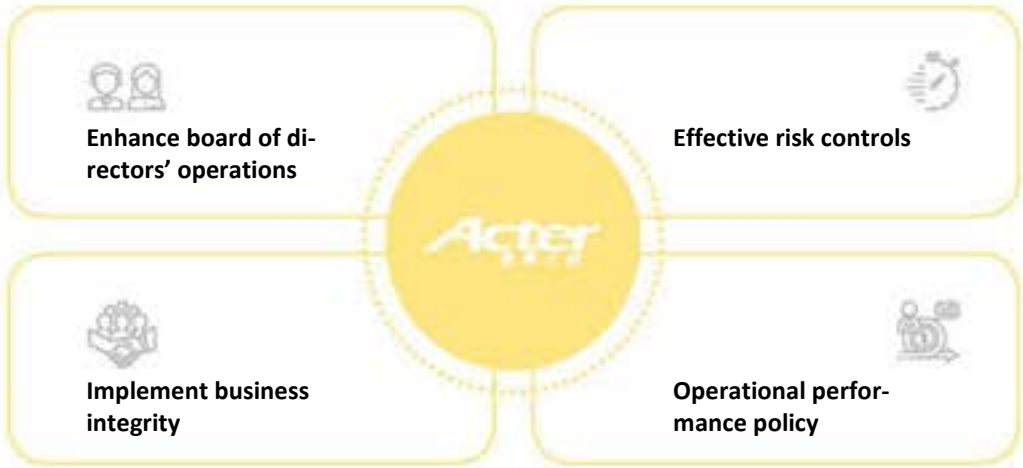 Enhance board of di-
rectors’ operations
Effective risk controls
Acter
Implement business
integrity
Operational perfor-
mance policy